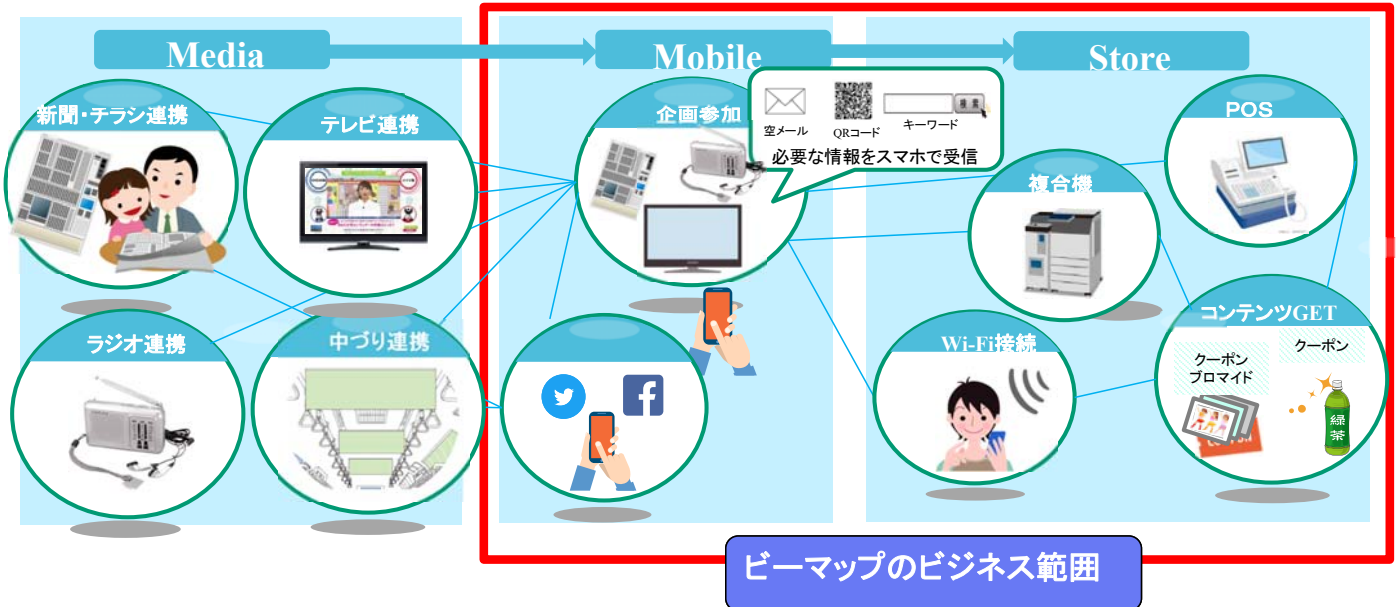 Media
Mobile
Store
新聞・チラシ連携
テレビ連携
ラジオ連携
中づり連携
企画参加
空メール
QRコード
検索
キーワード
必要な情報をスマホで受信
POS
複合機
Wi-Fi接続
コンテンツGET
クーポン
ブロマイド
クーポン
緑
茶
ビーマップのビジネス範囲